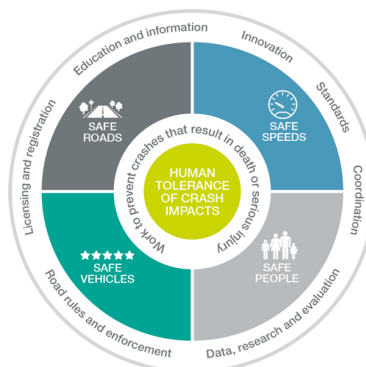 Education and information
Innovation
Standards
Coordination
Data, research and evaluation
Road rules and enforcement
Licensing and registration
SAFE
ROADS
SAFE
SPEEDS
Work to prevent crashes that result in death or serious injury
HUMAN
TOLERANCE
OF CRASH
IMPACTS
SAFE
VEHICLES
SAFE
PEOPLE